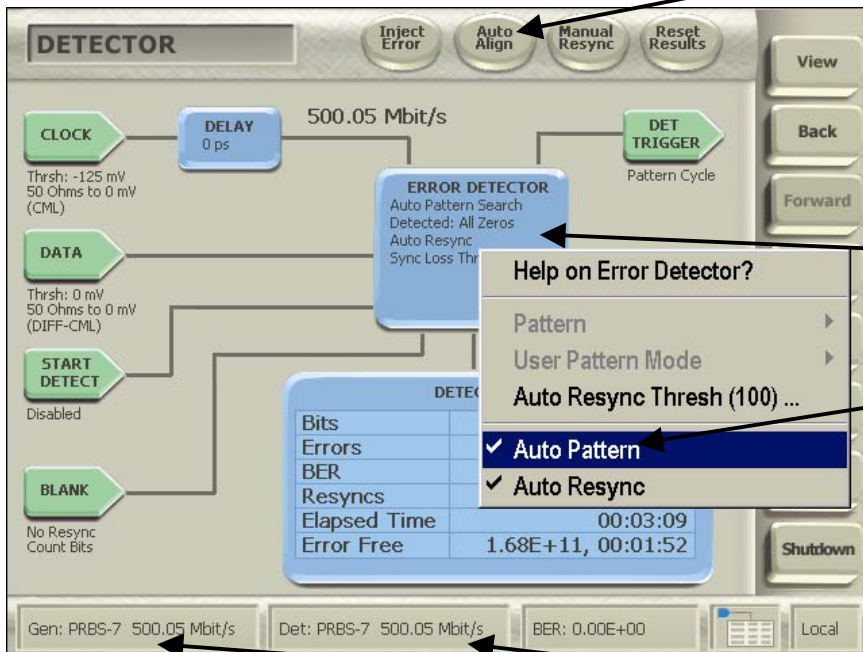 DETECTOR
Inject
Error
Auto
Align
Manual
Resync
Reset
Results
View
CLOCK
DELAY
0 ps
500.05 Mbit/s
DET
TRIGGER
Back
Thrsh: -125 mV
50 Ohms to 0 mV
(CML)
Pattern Cycle
ERROR DETECTOR
Auto Pattern Search
Detected: All Zeros
Auto Resync
Sync Loss Thr
Forward
DATA
Thrsh: 0 mV
50 Ohms to 0 mV
(DIFF-CML)
Help on Error Detector?
Pattern
User Pattern Mode
Auto Resync Thresh (100) ...
Auto Pattern
Auto Resync
START
DETECT
Disabled
BLANK
No Resync
Count Bits
Bits
Errors
BER
Resyncs
Elapsed Time 00:03:09
Error Free 1.68E+11, 00:01:52
Shutdown
Gen: PRBS-7 500.05 Mbit/s
Det: PRBS-7 500.05 Mbit/s
BER: 0.00E+00
Local